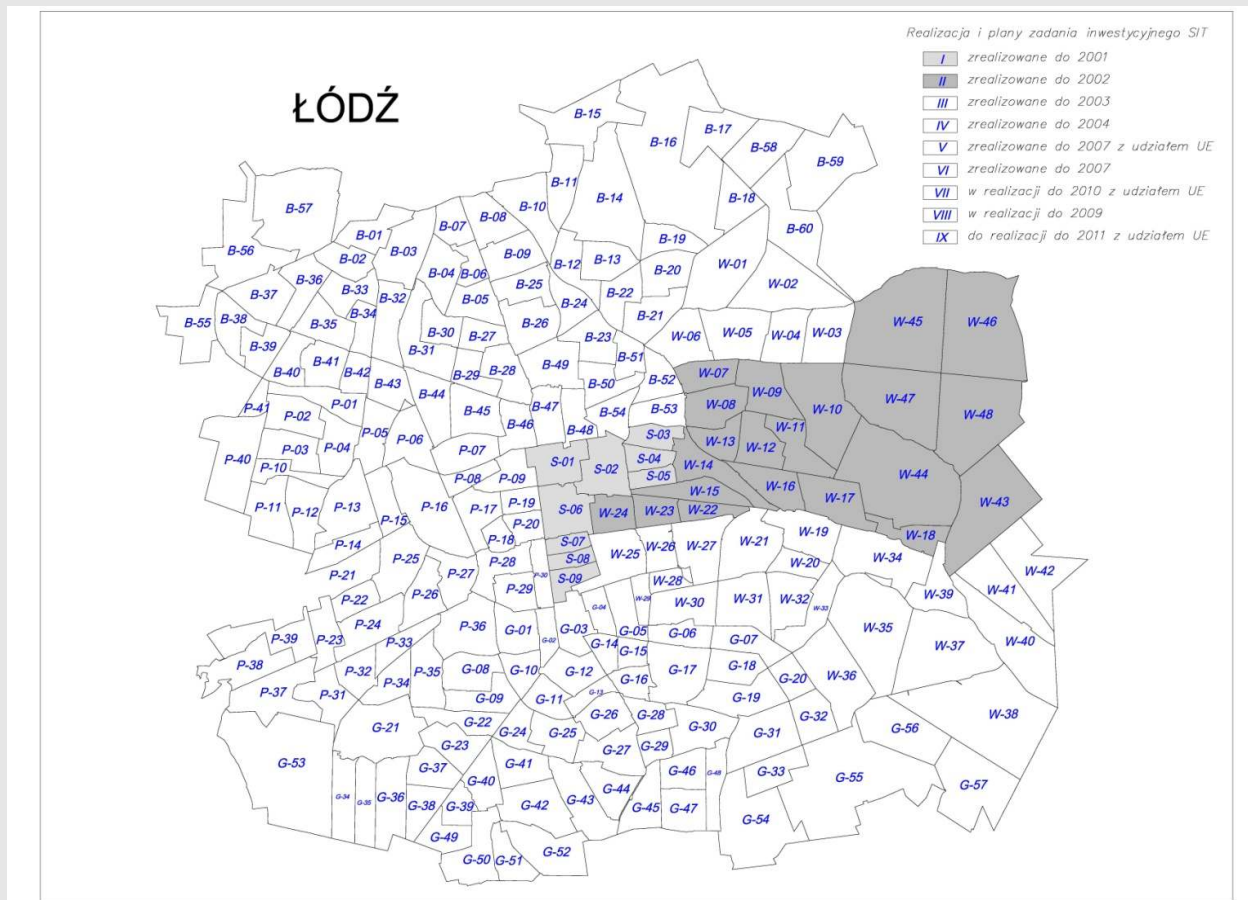 ŁÓDŹ
Realizacja i plany zadania inwestycyjnego SIT
I zrealizowane do 2001
II zrealizowane do 2002
III zrealizowane do 2003
IV zrealizowane do 2004
V zrealizowane do 2007 z udziałem UE
VI zrealizowane do 2007
VII w realizacji do 2010 z udziałem UE
VIII w realizacji do 2009
IX do realizacji do 2011 z udziałem UE
B-15
B-16
B-17
B-58
B-59
B-57
B-11
B-14
B-18
B-10
B-08
B-07
B-01
B-03
B-02
B-56
B-60
B-19
B-09
B-12
B-13
B-20
W-01
W-02
B-04
B-06
B-36
B-33
B-37
B-32
B-34
B-05
B-25
B-24
B-22
B-21
B-55
B-38
B-35
B-26
B-30
B-27
B-23
W-06
W-05
W-04
W-03
W-45
W-46
B-39
B-40
B-41
B-42
B-43
B-31
B-29
B-28
B-49
B-51
B-50
B-52
W-07
W-09
W-10
W-47
W-48
B-44
B-45
B-46
B-47
B-48
B-54
B-53
W-08
W-11
P-41
P-02
P-01
P-05
P-06
P-07
P-40
P-03
P-04
P-10
S-03
S-01
S-02
S-04
S-05
W-13
W-12
W-14
W-44
P-08
P-09
P-11
P-12
P-13
P-15
P-16
P-17
P-19
P-20
P-18
S-06
W-15
W-16
W-17
W-43
W-24
W-23
W-22
W-18
P-14
P-21
P-25
P-28
S-07
S-08
S-09
W-25
W-26
W-27
W-21
W-19
W-20
W-34
W-42
W-41
W-39
P-22
P-26
P-27
P-29
P-30
W-28
W-29
W-30
W-31
W-32
W-33
W-35
W-37
W-40
P-39
P-23
P-24
P-33
P-36
G-01
G-02
G-03
G-04
G-05
G-06
G-07
G-14
G-15
P-38
P-37
P-32
P-34
P-35
P-31
G-08
G-10
G-12
G-16
G-17
G-18
G-20
W-36
G-09
G-11
G-13
G-19
W-38
G-21
G-22
G-24
G-25
G-26
G-28
G-30
G-31
G-32
G-56
G-53
G-23
G-27
G-29
G-37
G-41
G-46
G-48
G-33
G-55
G-57
G-34
G-35
G-36
G-38
G-39
G-40
G-42
G-43
G-44
G-45
G-47
G-54
G-49
G-50
G-51
G-52